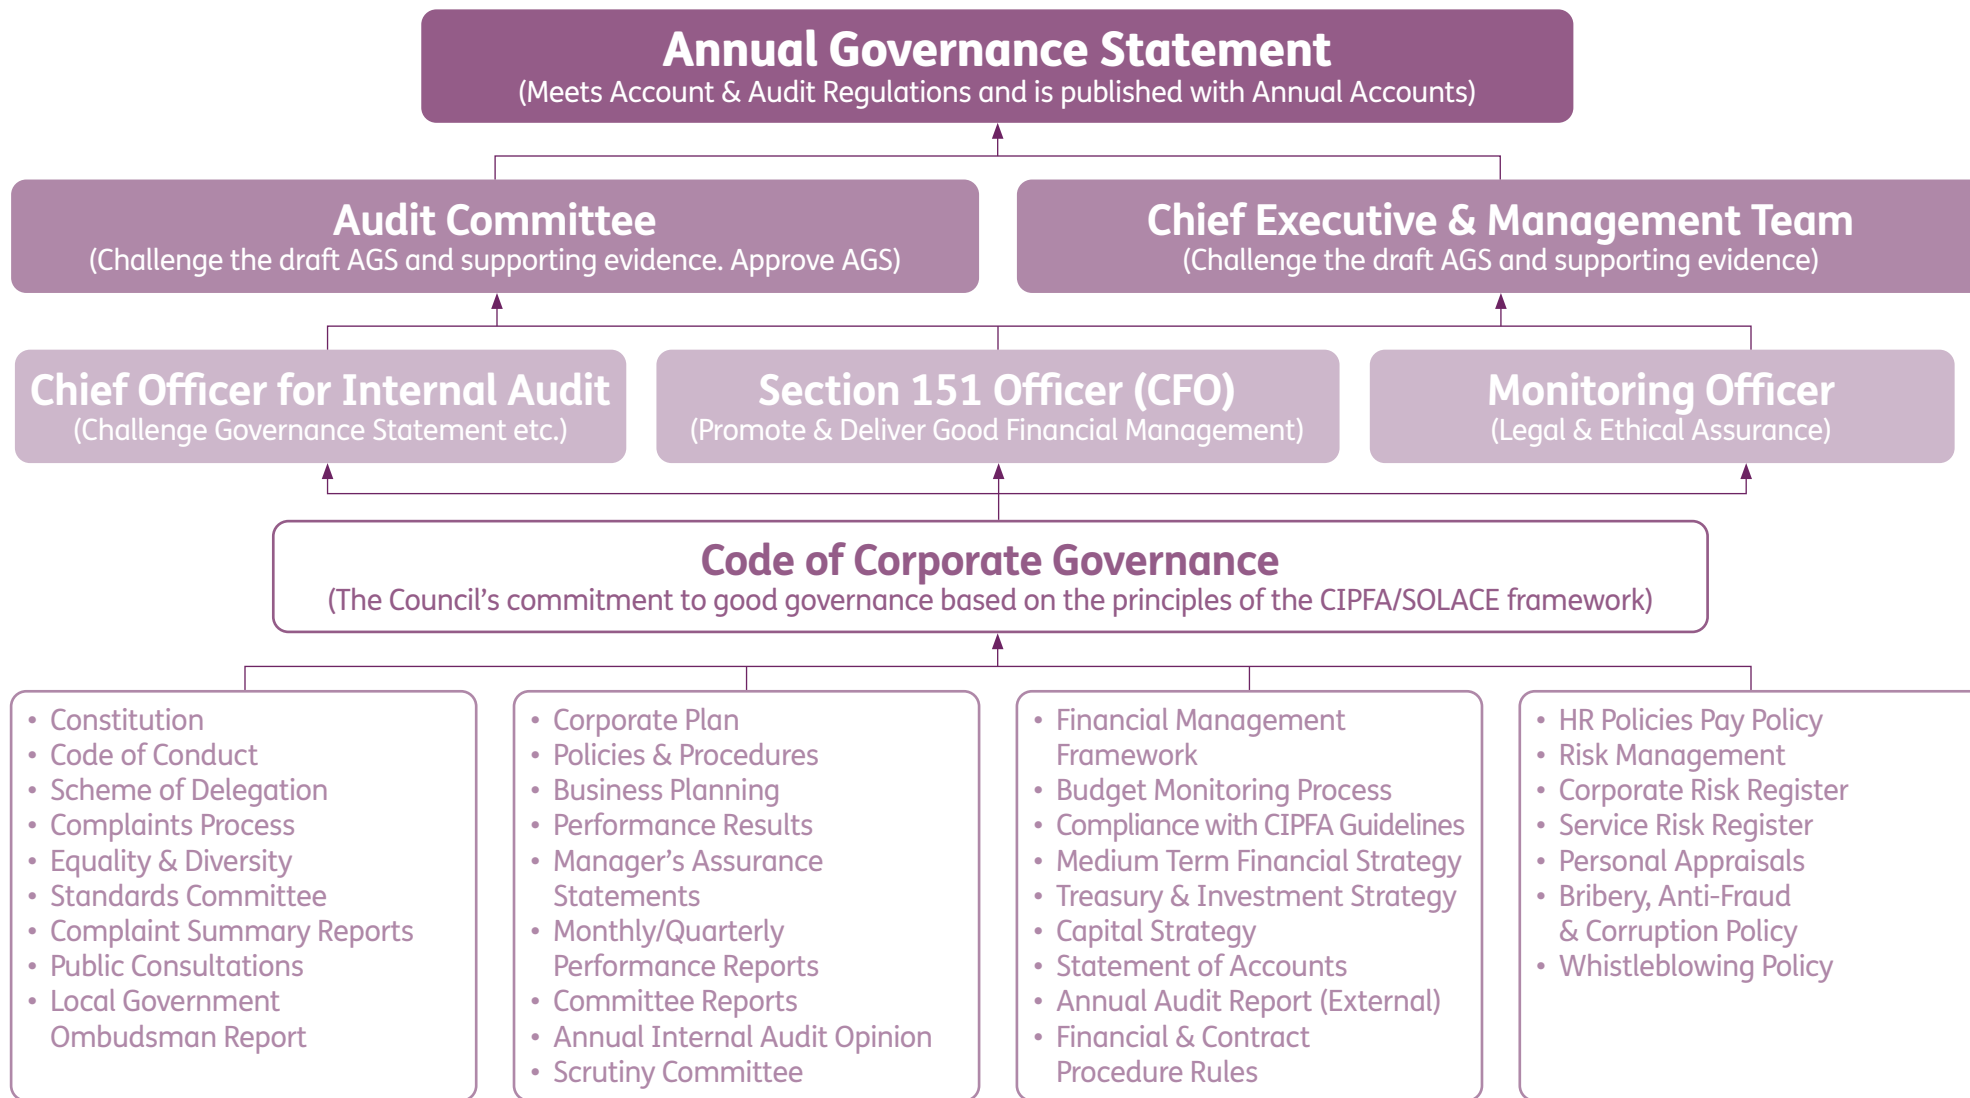 Annual Governance Statement
(Meets Account & Audit Regulations and is published with Annual Accounts)
Audit Committee
(Challenge the draft AGS and supporting evidence. Approve AGS)
Chief Executive & Management Team
(Challenge the draft AGS and supporting evidence)
Chief Officer for Internal Audit
(Challenge Governance Statement etc.)
Section 151 Officer (CFO)
(Promote & Deliver Good Financial Management)
Monitoring Officer
(Legal & Ethical Assurance)
Code of Corporate Governance
(The Council’s commitment to good governance based on the principles of the CIPFA/SOLACE framework)
• Constitution
• Code of Conduct
• Scheme of Delegation
• Complaints Process
• Equality & Diversity
• Standards Committee
• Complaint Summary Reports
• Public Consultations
• Local Government
Ombudsman Report
• Corporate Plan
• Policies & Procedures
• Business Planning
• Performance Results
• Manager’s Assurance
Statements
• Monthly/Quarterly
Performance Reports
• Committee Reports
• Annual Internal Audit Opinion
• Scrutiny Committee
• Financial Management
Framework
• Budget Monitoring Process
• Compliance with CIPFA Guidelines
• Medium Term Financial Strategy
• Treasury & Investment Strategy
• Capital Strategy
• Statement of Accounts
• Annual Audit Report (External)
• Financial & Contract
Procedure Rules
• HR Policies Pay Policy
• Risk Management
• Corporate Risk Register
• Service Risk Register
• Personal Appraisals
• Bribery, Anti-Fraud
& Corruption Policy
• Whistleblowing Policy